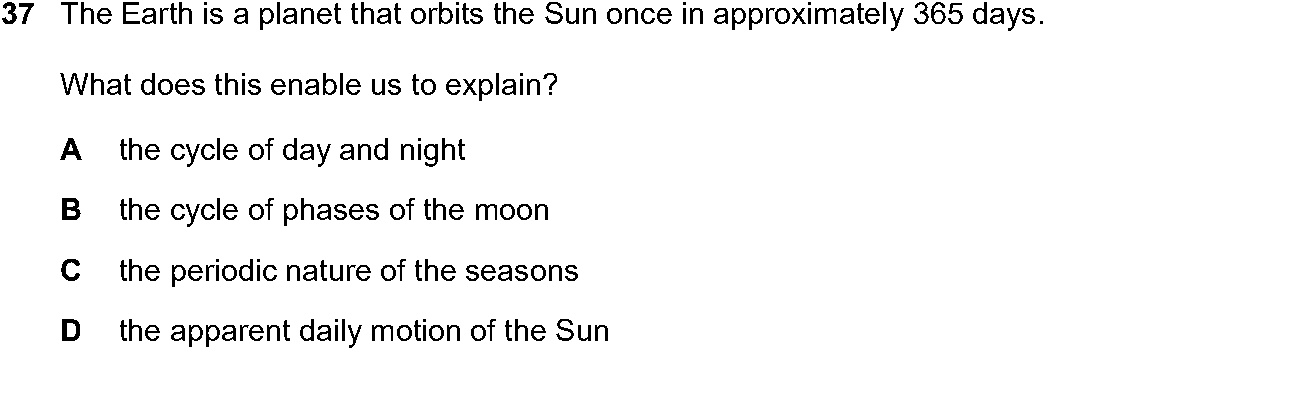 37 The Earth is a planet that orbits the Sun once in approximately 365 days.
What does this enable us to explain?
A the cycle of day and night
B the cycle of phases of the moon
C the periodic nature of the seasons
D the apparent daily motion of the Sun